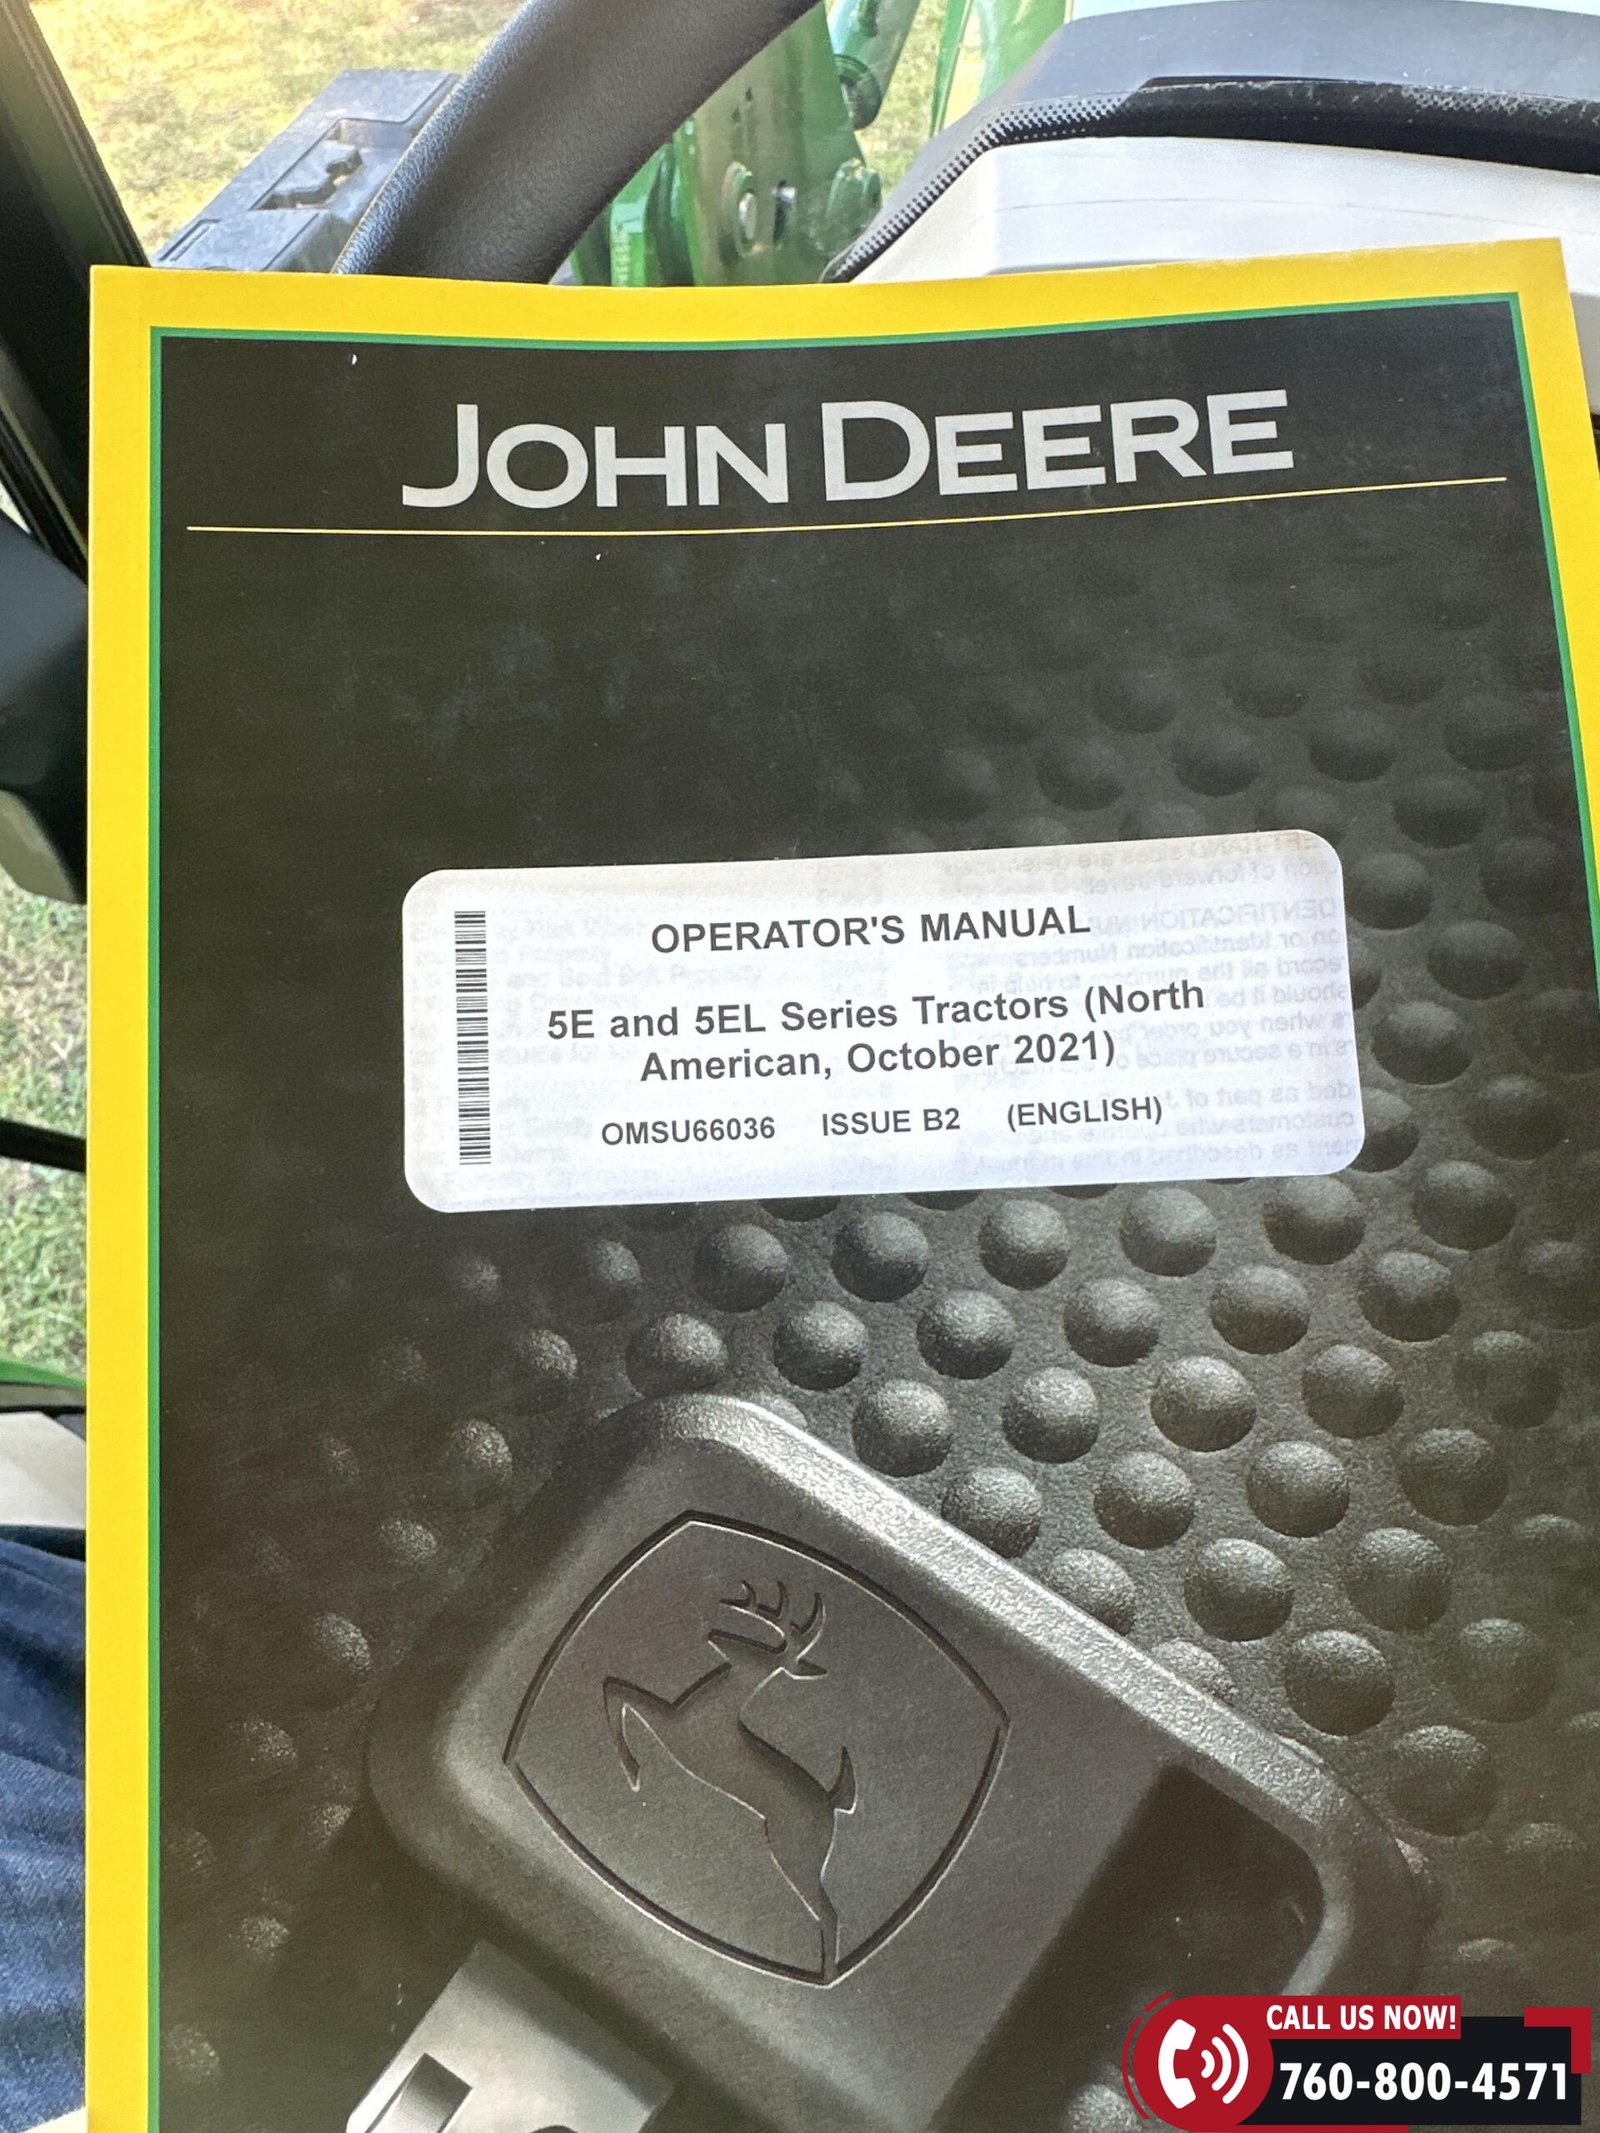 JOHN DEERE
OPERATOR'S MANUAL
5E and 5EL Series Tractors (North
American, October 2021)
OMSU66036 ISSUE B2 (ENGLISH)
CALL US NOW!
760-800-4571